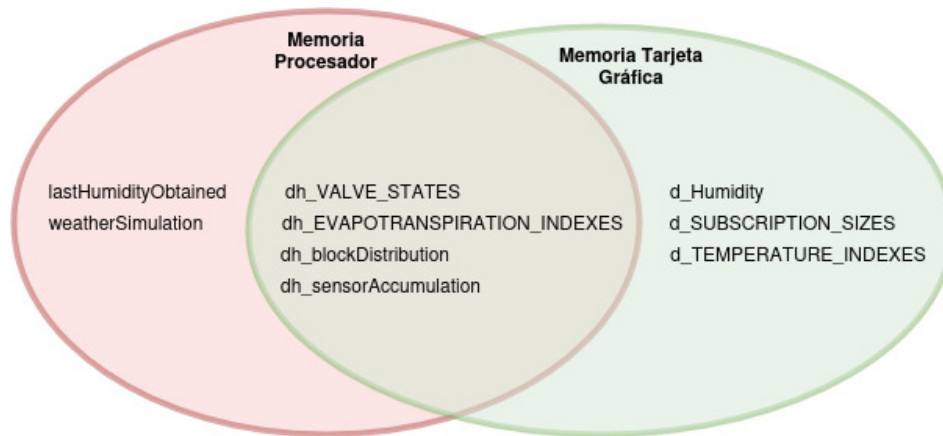 Memoria
Procesador
Memoria Tarjeta
Gráfica
lastHumidityObtained
weatherSimulation
dh_VALVE_STATES
dh_EVAPOTRANSPIRATION_INDEXES
dh_blockDistribution
dh_sensorAccumulation
d_Humidity
d_SUBSCRIPTION_SIZES
d_TEMPERATURE_INDEXES